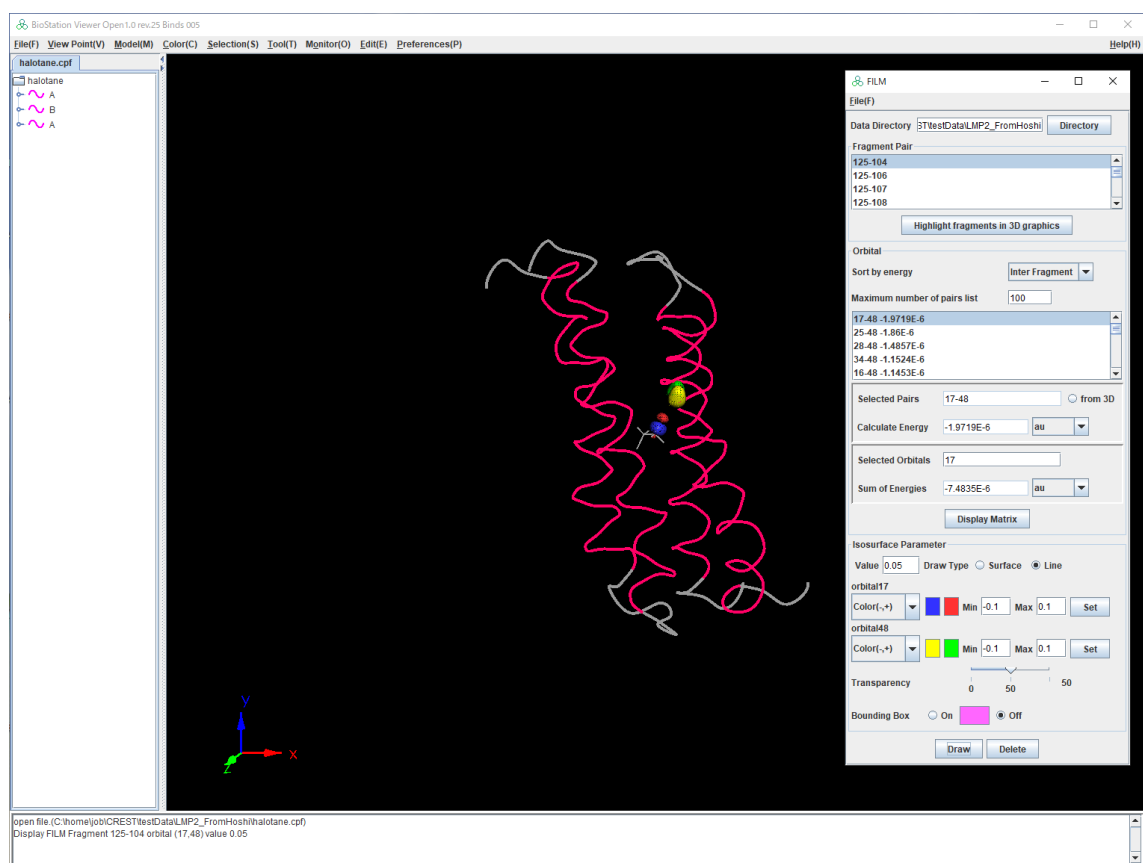 BioStation Viewer Open1.0 rev.25 Binds 005
File(F) View Point(V) Model(M) Color(C) Selection(S) Tool(T) Monitor(O) Edit(E) Preferences(P) Help(H)
halotane.cpf
halotane
A
B
A
FILM
File(F)
Data Directory 3T\testData\LMP2_FromHoshi Directory
Fragment Pair
125-104
125-106
125-107
125-108
Highlight fragments in 3D graphics
Orbital
Sort by energy Inter Fragment
Maximum number of pairs list 100
17-48 -1.9719E-6
25-48 -1.86E-6
28-48 -1.4857E-6
34-48 -1.1524E-6
16-48 -1.1453E-6
Selected Pairs 17-48 from 3D
Calculate Energy -1.9719E-6 au
Selected Orbitals 17
Sum of Energies -7.4835E-6 au
Display Matrix
Isosurface Parameter
Value 0.05 Draw Type Surface Line
orbital17
Color(-,+) Min -0.1 Max 0.1 Set
orbital48
Color(-,+) Min -0.1 Max 0.1 Set
Transparency 0 50 50
Bounding Box On Off
Draw Delete
Y
X
Z
open file.(C:\home\job\CREST\testData\LMP2_FromHoshi\halotane.cpf)
Display FILM Fragment 125-104 orbital (17,48) value 0.05